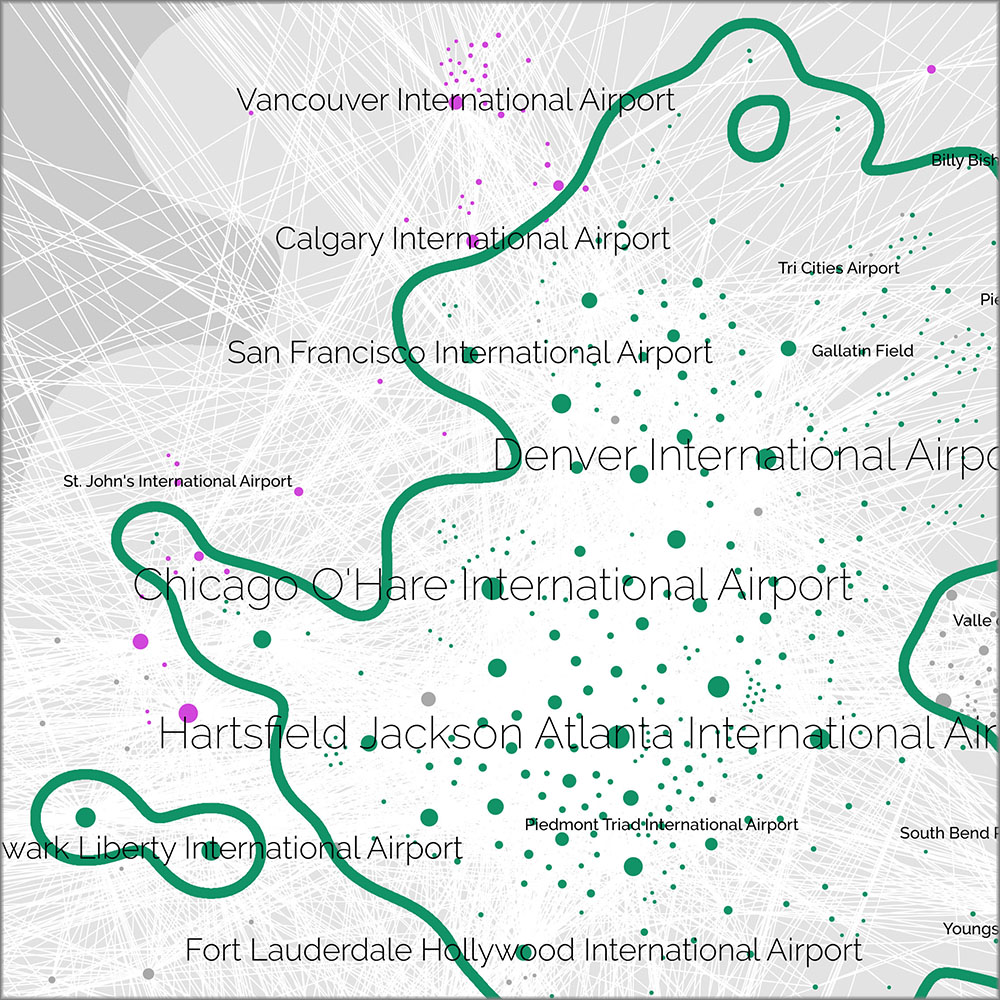 Vancouver International Airport
Billy Bish
Calgary International Airport
Tri Cities Airport
Pie
San Francisco International Airport
Gallatin Field
Denver International Airpo
St. John's International Airport
Chicago O'Hare International Airport
Valle
Hartsfield Jackson Atlanta International Air
Piedmont Triad International Airport
South Bend
wark Liberty International Airport
Youngs
Fort Lauderdale Hollywood International Airport